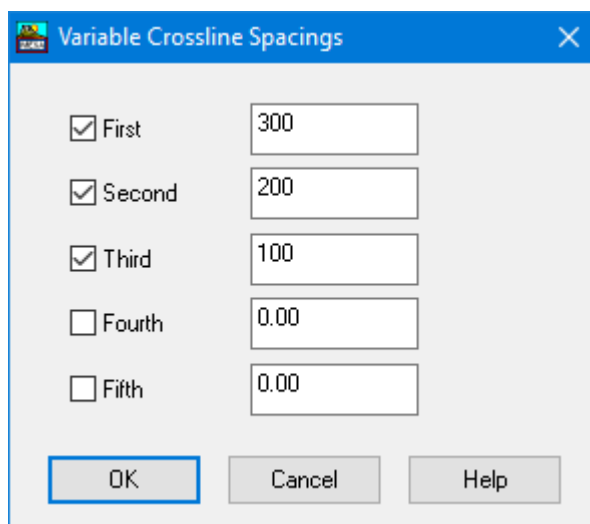 Variable Crossline Spacings
First 300
Second 200
Third 100
Fourth 0.00
Fifth 0.00
OK Cancel Help